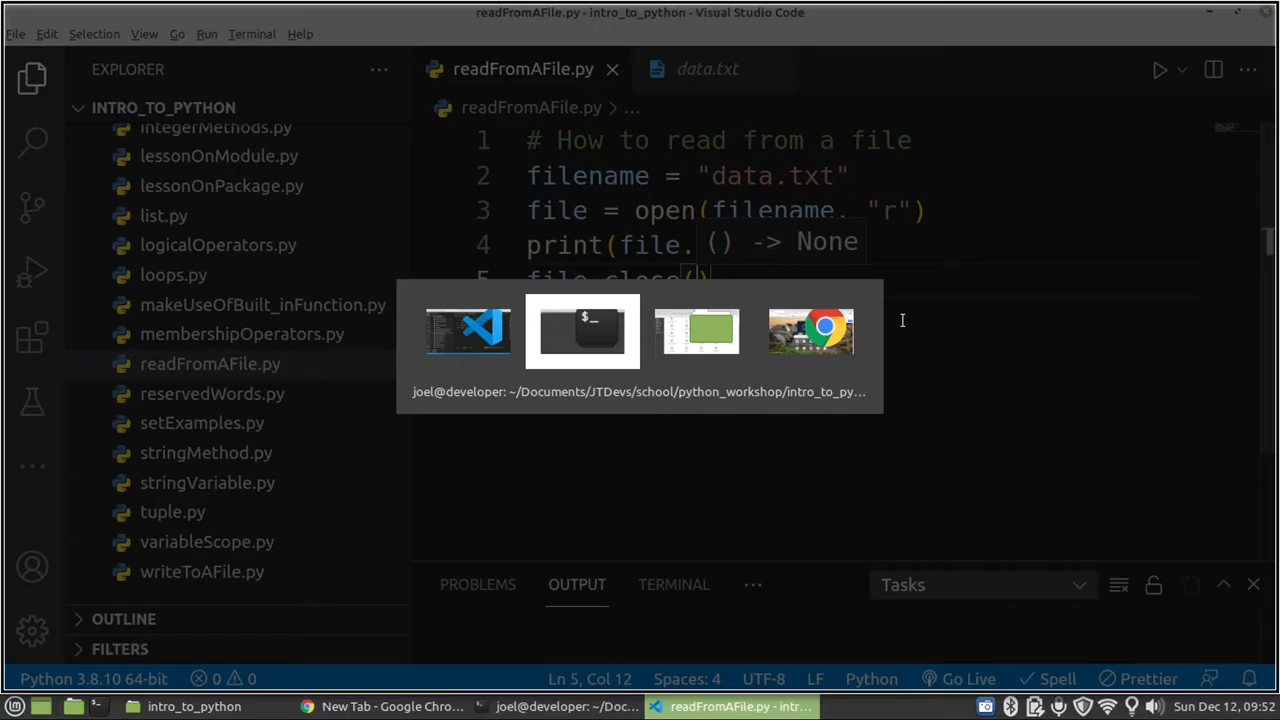 readFromAFile.py - intro_to_python - Visual Studio Code
File Edit Selection View Go Run Terminal Help
EXPLORER
readFromAFile.py
data.txt
INTRO_TO_PYTHON
readFromAFile.py > ...
integerMethods.py
lessonOnModule.py
lessonOnPackage.py
list.py
logicalOperators.py
loops.py
makeUseOfBuilt_inFunction.py
membershipOperators.py
readFromAFile.py
reservedWords.py
setExamples.py
stringMethod.py
stringVariable.py
tuple.py
variableScope.py
writeToAFile.py
OUTLINE
FILTERS
1 # How to read from a file
2 filename = "data.txt"
3 file = open(filename, "r")
4 print(file.
() -> None
5 file.close()
$_
joel@developer: ~/Documents/JTDevs/school/python_workshop/intro_to_py...
PROBLEMS OUTPUT TERMINAL ... Tasks
Python 3.8.10 64-bit 0 0 Ln 5, Col 12 Spaces: 4 UTF-8 LF Python Go Live Spell Prettier
intro_to_python New Tab - Google Chro... joel@developer: ~/Doc... readFromAFile.py - intr... Sun Dec 12, 09:52